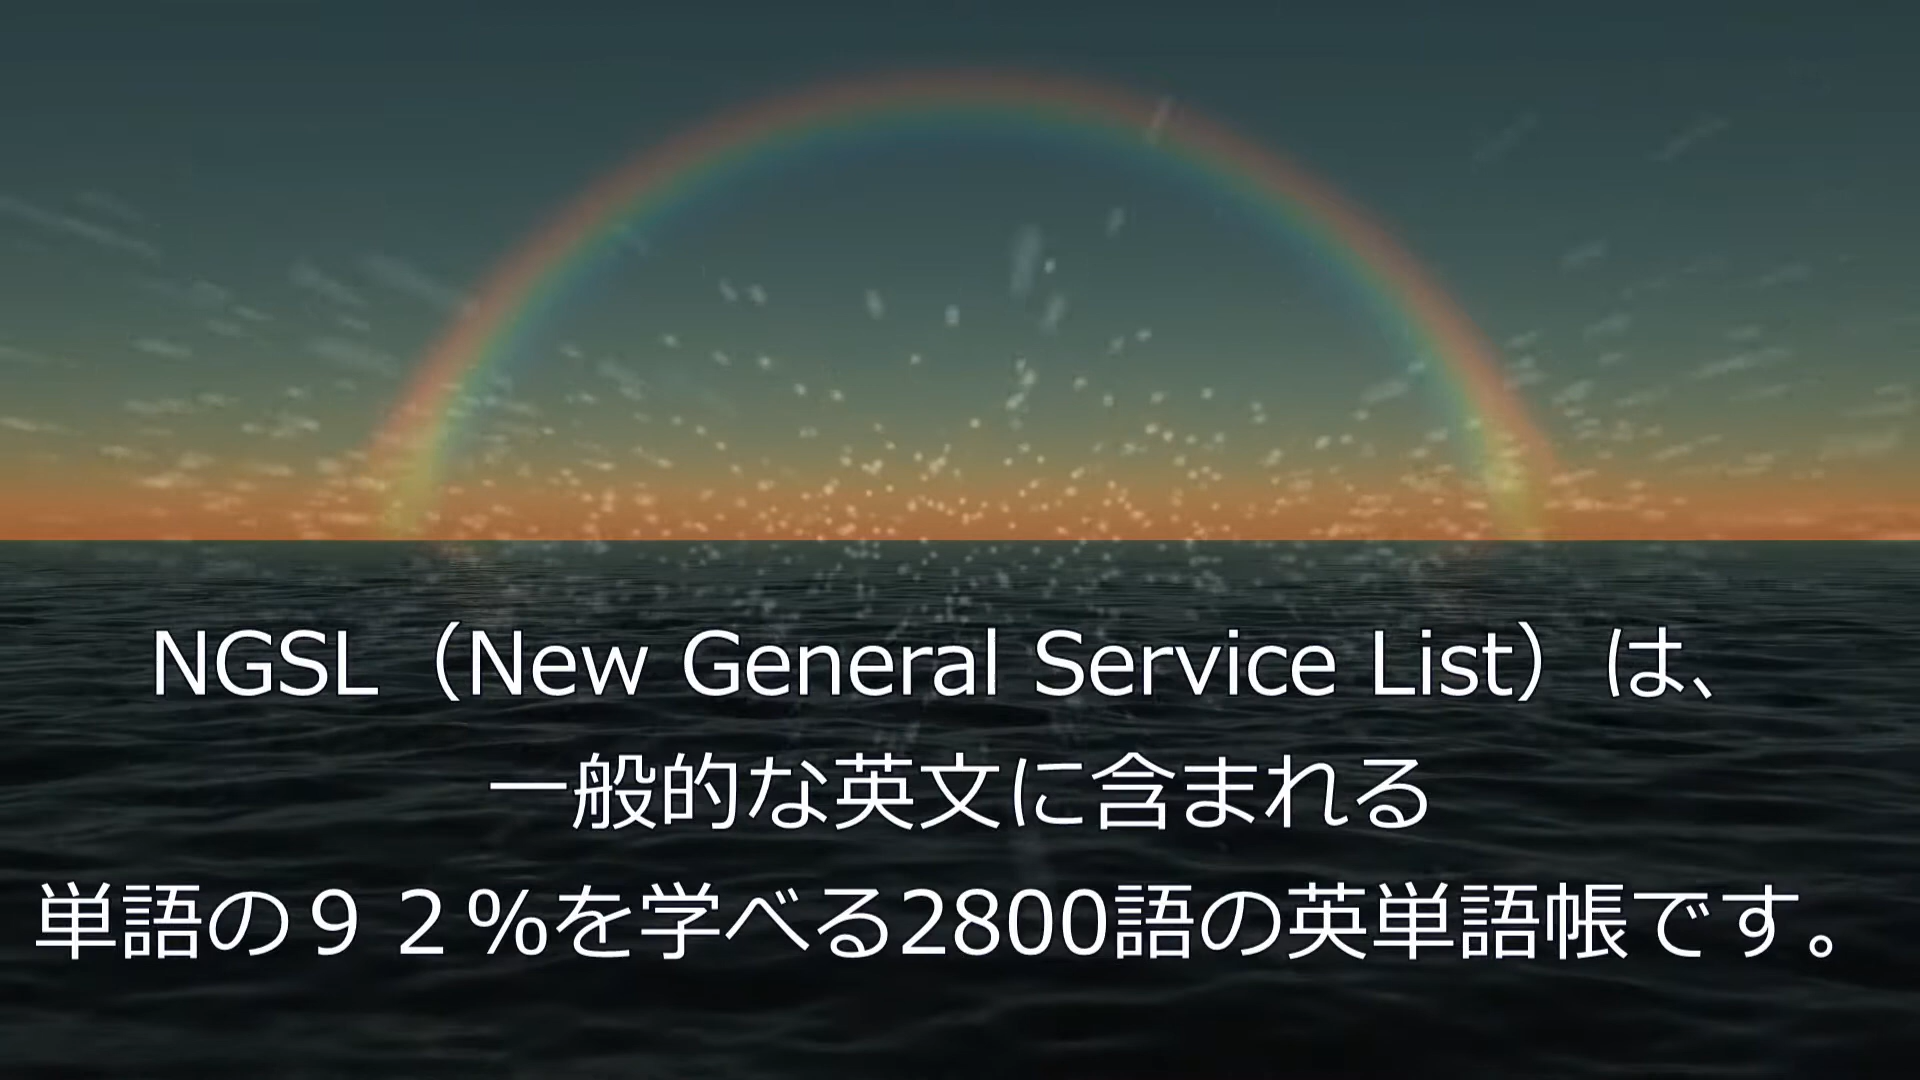 NGSL（New General Service List）は、
一般的な英文に含まれる
単語の９２%を学べる2800語の英単語帳です。